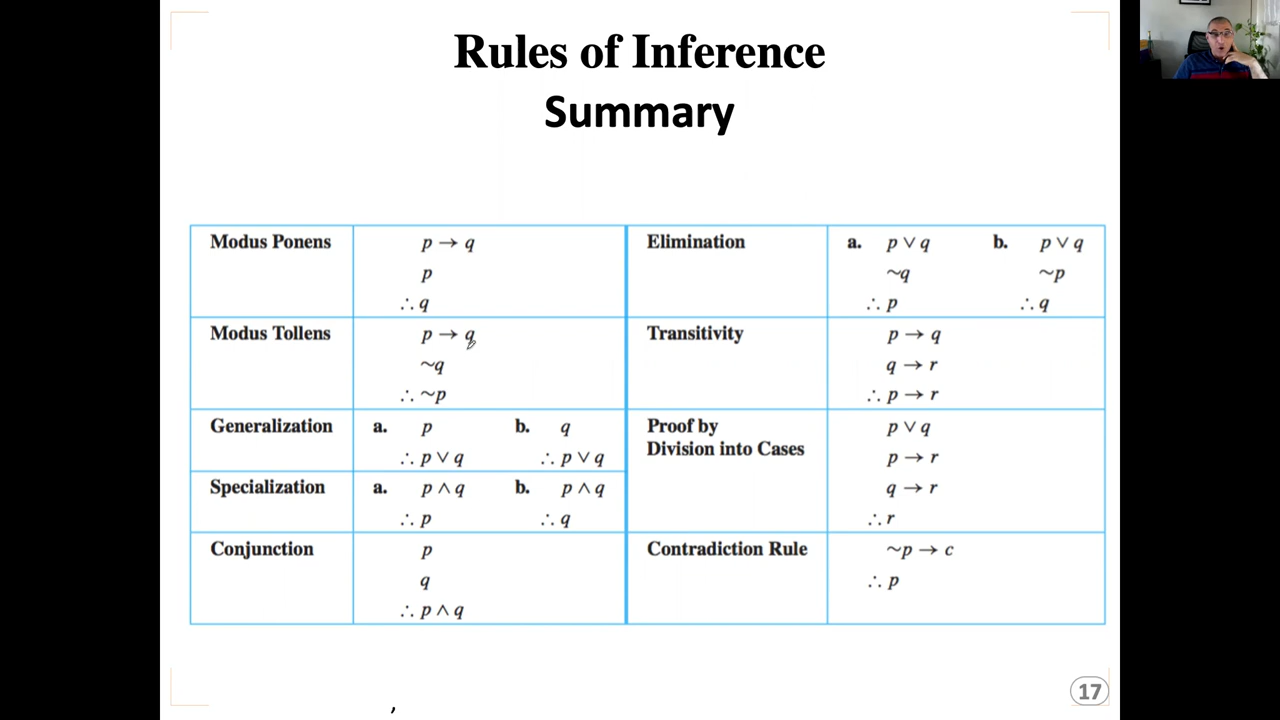 Rules of Inference
Summary
Modus Ponens
p → q
p
∴ q
Modus Tollens
p → q
~q
∴ ~p
Generalization
a. p b. q
∴ p ∨ q ∴ p ∨ q
Specialization
a. p ∧ q b. p ∧ q
∴ p ∴ q
Conjunction
p
q
∴ p ∧ q
Elimination
a. p ∨ q b. p ∨ q
~q ~p
∴ p ∴ q
Transitivity
p → q
q → r
∴ p → r
Proof by
Division into Cases
p ∨ q
p → r
q → r
∴ r
Contradiction Rule
~p → c
∴ p
,
17